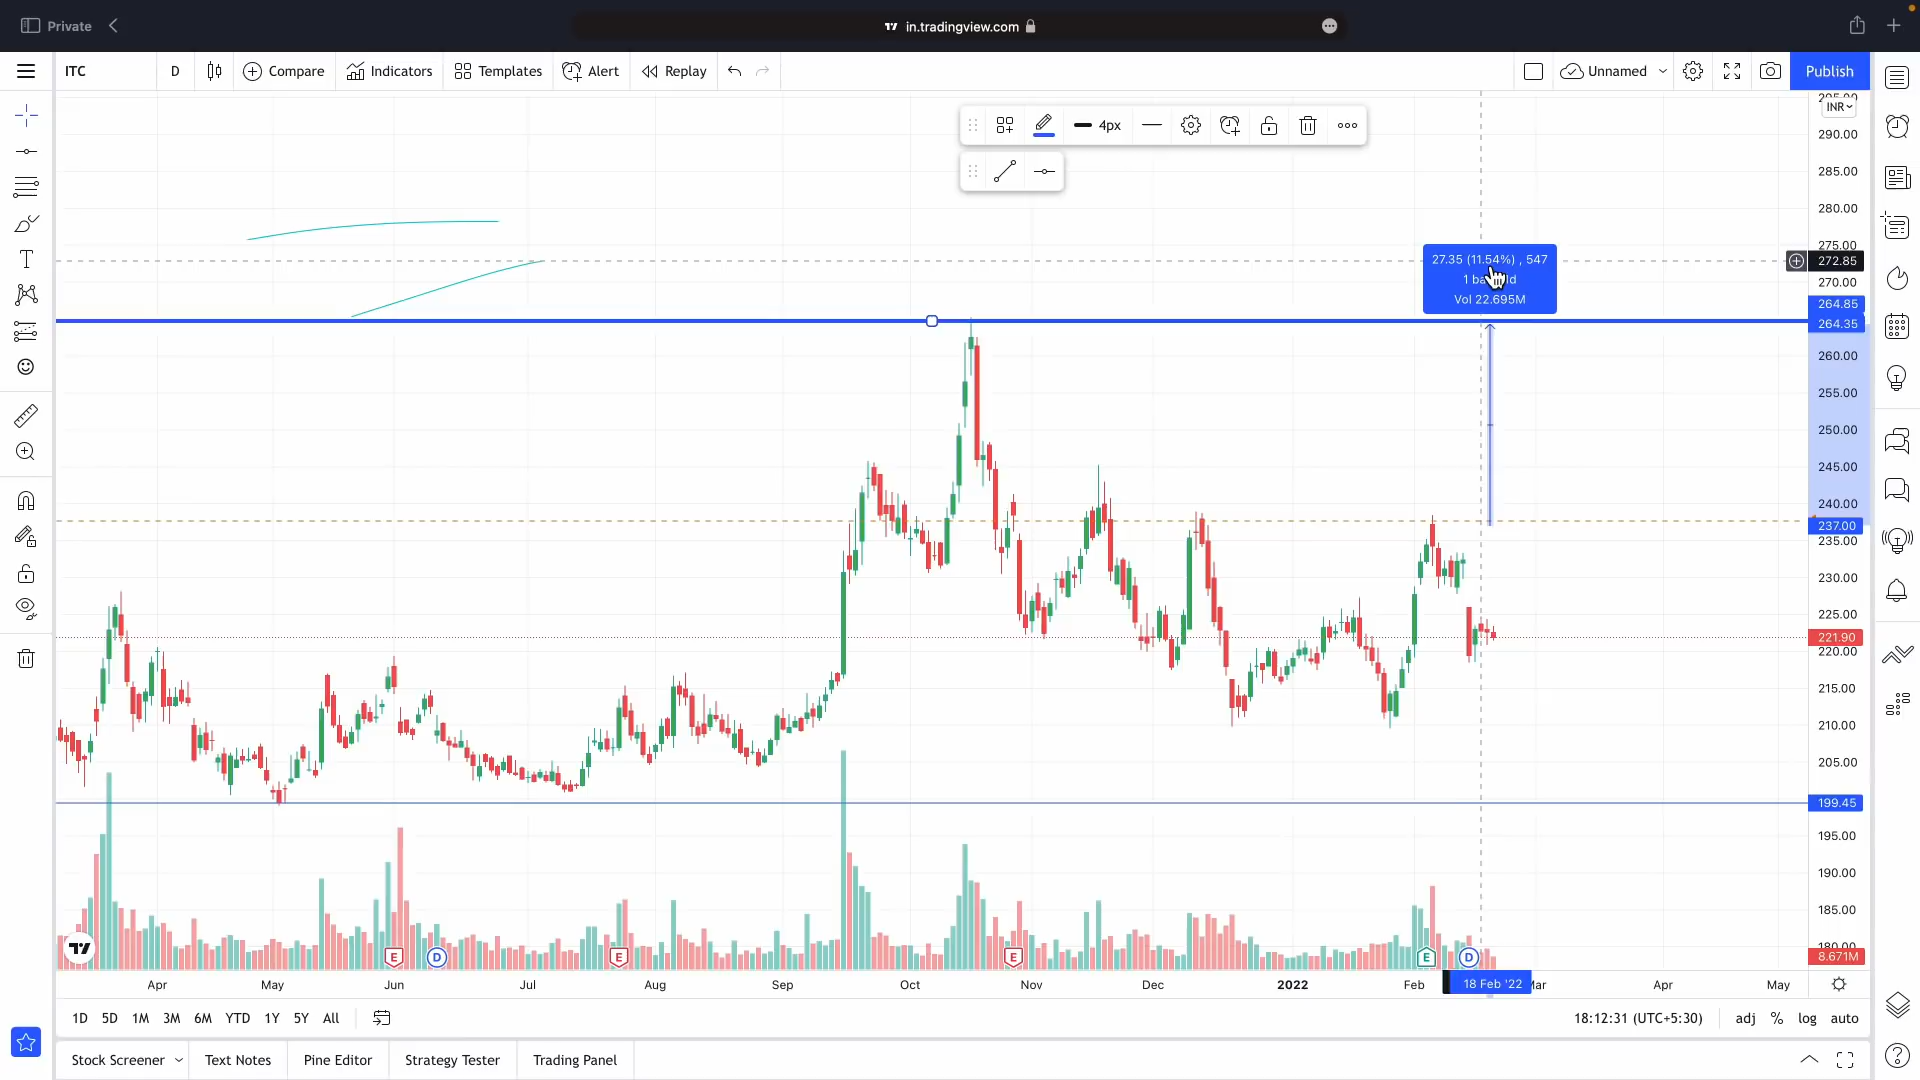 Private
in.tradingview.com
ITC
D
Compare
Indicators
Templates
Alert
Replay
Unnamed
Publish
4px
INR
295.00
290.00
285.00
280.00
275.00
272.85
270.00
264.85
264.35
260.00
255.00
250.00
245.00
240.00
237.00
235.00
230.00
225.00
221.90
220.00
215.00
210.00
205.00
199.45
195.00
190.00
185.00
180.00
8.671M
27.35 (11.54%) , 547
Vol 22.695M
E
D
E
E
E
D
Apr
May
Jun
Jul
Aug
Sep
Oct
Nov
Dec
2022
Feb
18 Feb '22
Apr
May
1D
5D
1M
3M
6M
YTD
1Y
5Y
All
18:12:31 (UTC+5:30)
adj
%
log
auto
Stock Screener
Text Notes
Pine Editor
Strategy Tester
Trading Panel